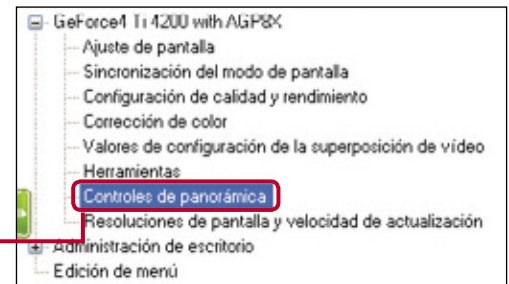 GeForce4 Ti 4200 with AGP8X
Ajuste de pantalla
Sincronización del modo de pantalla
Configuración de calidad y rendimiento
Corrección de color
Valores de configuración de la superposición de vídeo
Herramientas
Controles de panorámica
Resoluciones de pantalla y velocidad de actualización
Administración de escritorio
Edición de menú